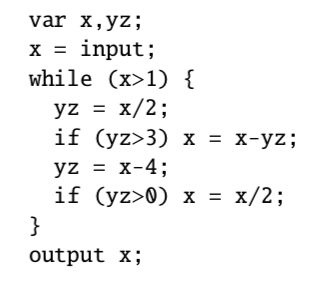 var x,yz;
x = input;
while (x>1) {
  yz = x/2;
  if (yz>3) x = x-yz;
  yz = x-4;
  if (yz>0) x = x/2;
}
output x;